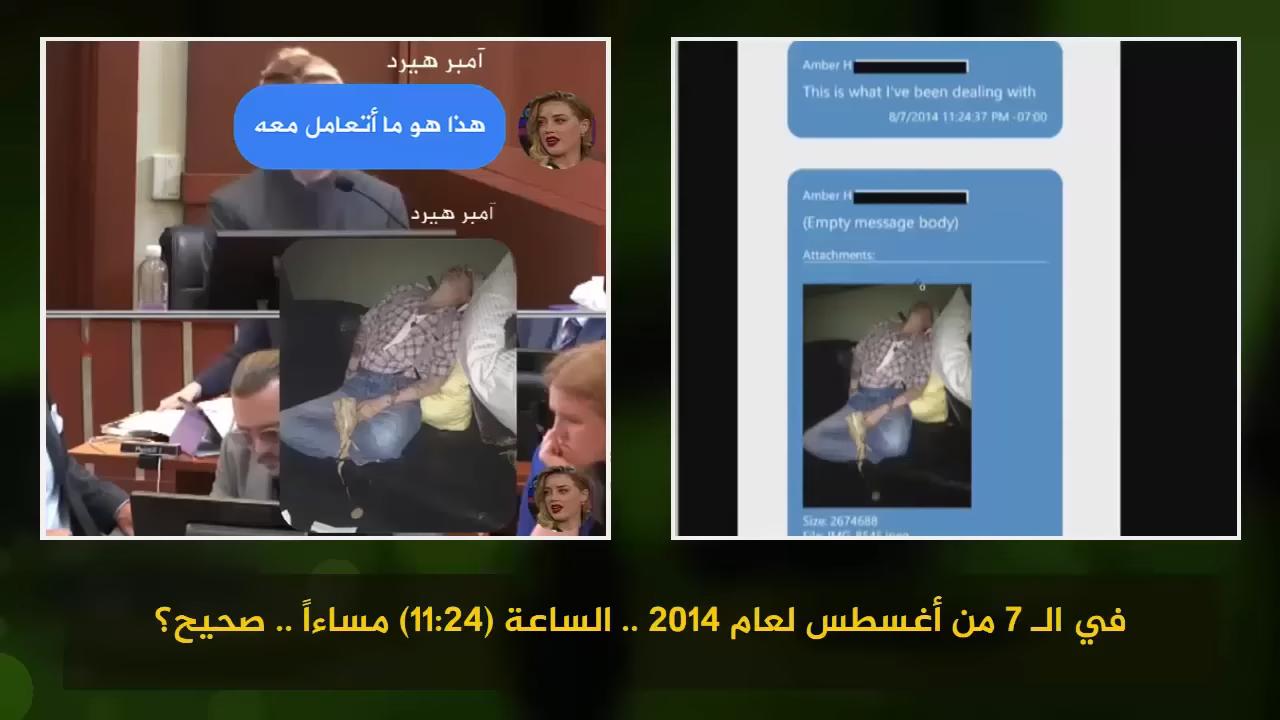 آمبر هيرد
هذا هو ما أتعامل معه
آمبر هيرد
Amber H
This is what I've been dealing with
8/7/2014 11:24:37 PM -07:00
Amber H
(Empty message body)
Attachments:
Size: 2674688
في الـ 7 من أغسطس لعام 2014 .. الساعة (11:24) مساءاً .. صحيح؟